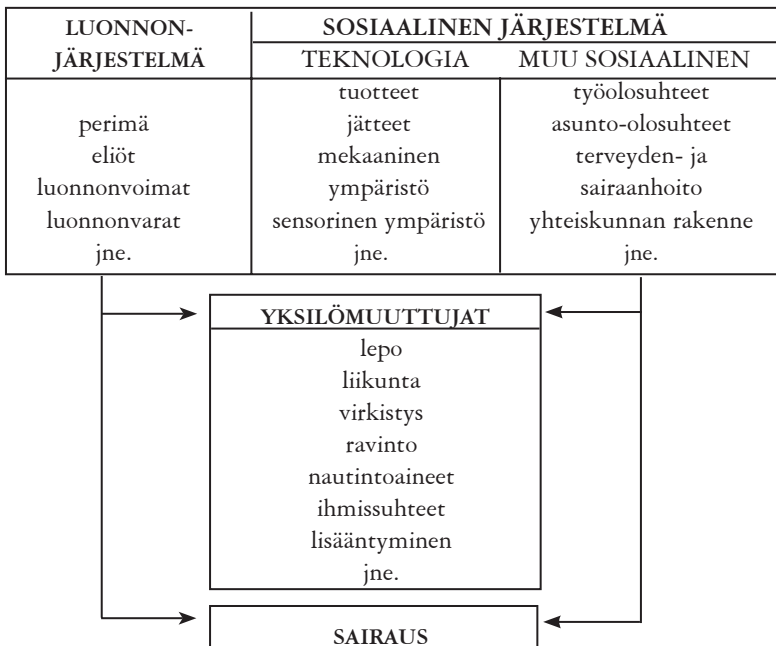 LUONNON-
JÄRJESTELMÄ
perimä
eliöt
luonnonvoimat
luonnonvarat
jne.
SOSIAALINEN JÄRJESTELMÄ
TEKNOLOGIA
tuotteet
jätteet
mekaaninen
ympäristö
sensorinen ympäristö
jne.
MUU SOSIAALINEN
työolosuhteet
asunto-olosuhteet
terveyden- ja
sairaanhoito
yhteiskunnan rakenne
jne.
YKSILÖMUUTTUJAT
lepo
liikunta
virkistys
ravinto
nautintoaineet
ihmissuhteet
lisääntyminen
jne.
SAIRAUS